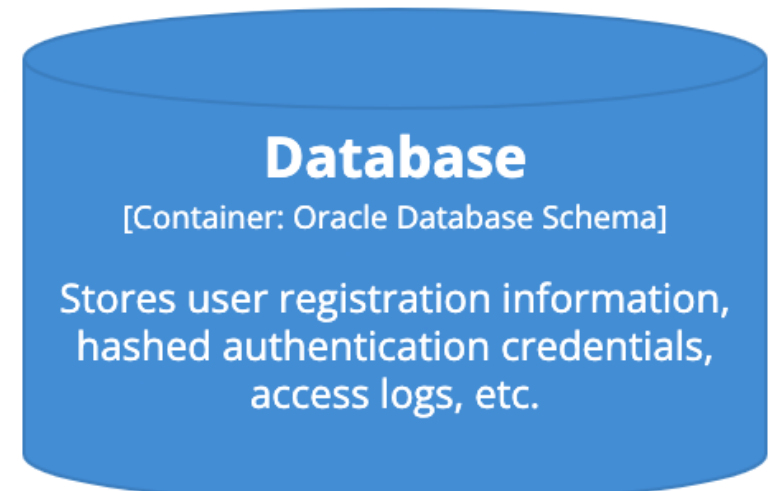 Database
[Container: Oracle Database Schema]
Stores user registration information,
hashed authentication credentials,
access logs, etc.